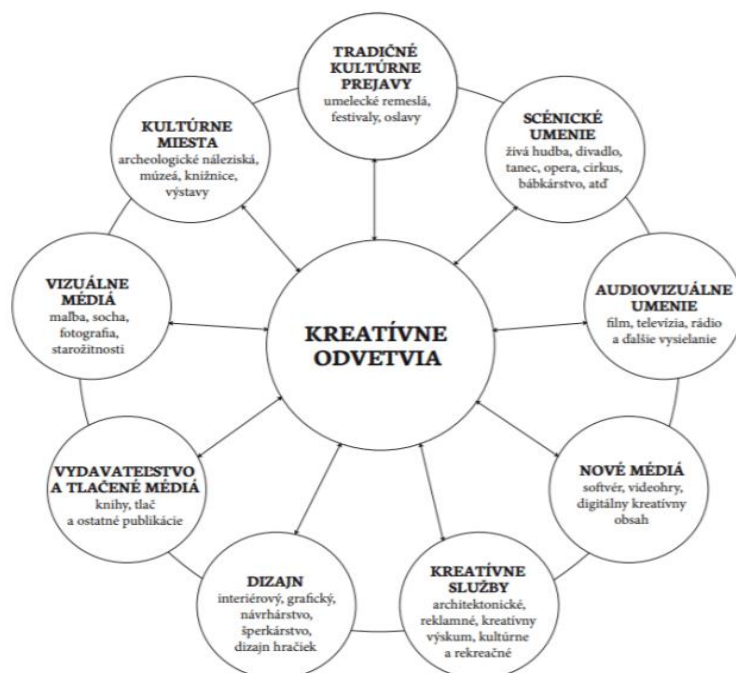 TRADIČNÉ
KULTÚRNE
PREJAVY
umelecké remeslá,
festivaly, oslavy
SCÉNICKÉ
UMENIE
živá hudba, divadlo,
tanec, opera, cirkus,
bábkárstvo, atď
AUDIOVIZUÁLNE
UMENIE
film, televízia, rádio
a ďalšie vysielanie
NOVÉ MÉDIÁ
softvér, videohry,
digitálny kreatívny
obsah
KREATÍVNE
SLUŽBY
architektonické,
reklamné, kreatívny
výskum, kultúrne
a rekreačné
DIZAJN
interiérový, grafický,
návrhárstvo,
šperkárstvo,
dizajn hračiek
VYDAVATEĽSTVO
A TLAČENÉ MÉDIÁ
knihy, tlač
a ostatné publikácie
VIZUÁLNE
MÉDIÁ
maľba, socha,
fotografia,
starožitnosti
KULTÚRNE
MIESTA
archeologické náleziská,
múzeá, knižnice,
výstavy
KREATÍVNE
ODVETVIA